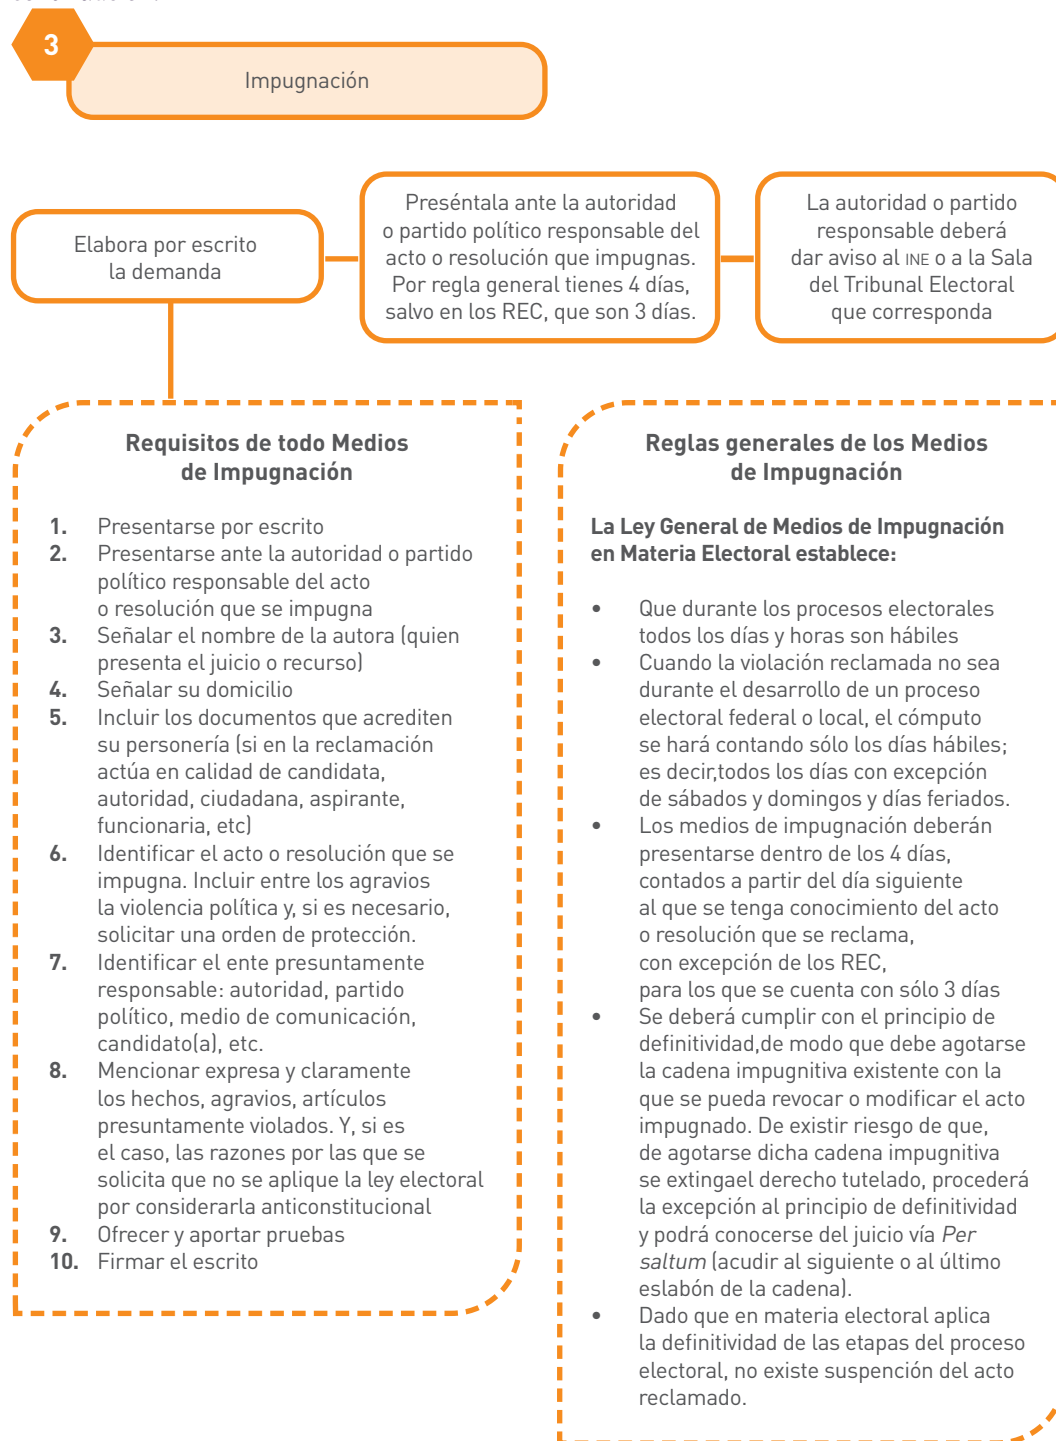 3
Impugnación
Elabora por escrito
la demanda
Preséntala ante la autoridad
o partido político responsable del
acto o resolución que impugnas.
Por regla general tienes 4 días,
salvo en los REC, que son 3 días.
La autoridad o partido
responsable deberá
dar aviso al INE o a la Sala
del Tribunal Electoral
que corresponda
Requisitos de todo Medios
de Impugnación
1. Presentarse por escrito
2. Presentarse ante la autoridad o partido
político responsable del acto
o resolución que se impugna
3. Señalar el nombre de la autora (quien
presenta el juicio o recurso)
4. Señalar su domicilio
5. Incluir los documentos que acrediten
su personería (si en la reclamación
actúa en calidad de candidata,
autoridad, ciudadana, aspirante,
funcionaria, etc)
6. Identificar el acto o resolución que se
impugna. Incluir entre los agravios
la violencia política y, si es necesario,
solicitar una orden de protección.
7. Identificar el ente presuntamente
responsable: autoridad, partido
político, medio de comunicación,
candidato(a), etc.
8. Mencionar expresa y claramente
los hechos, agravios, artículos
presuntamente violados. Y, si es
el caso, las razones por las que se
solicita que no se aplique la ley electoral
por considerarla anticonstitucional
9. Ofrecer y aportar pruebas
10. Firmar el escrito
Reglas generales de los Medios
de Impugnación
La Ley General de Medios de Impugnación
en Materia Electoral establece:
• Que durante los procesos electorales
todos los días y horas son hábiles
• Cuando la violación reclamada no sea
durante el desarrollo de un proceso
electoral federal o local, el cómputo
se hará contando sólo los días hábiles;
es decir,todos los días con excepción
de sábados y domingos y días feriados.
• Los medios de impugnación deberán
presentarse dentro de los 4 días,
contados a partir del día siguiente
al que se tenga conocimiento del acto
o resolución que se reclama,
con excepción de los REC,
para los que se cuenta con sólo 3 días
• Se deberá cumplir con el principio de
definitividad,de modo que debe agotarse
la cadena impugnitiva existente con la
que se pueda revocar o modificar el acto
impugnado. De existir riesgo de que,
de agotarse dicha cadena impugnitiva
se extingael derecho tutelado, procederá
la excepción al principio de definitividad
y podrá conocerse del juicio vía Per
saltum (acudir al siguiente o al último
eslabón de la cadena).
• Dado que en materia electoral aplica
la definitividad de las etapas del proceso
electoral, no existe suspención del acto
reclamado.